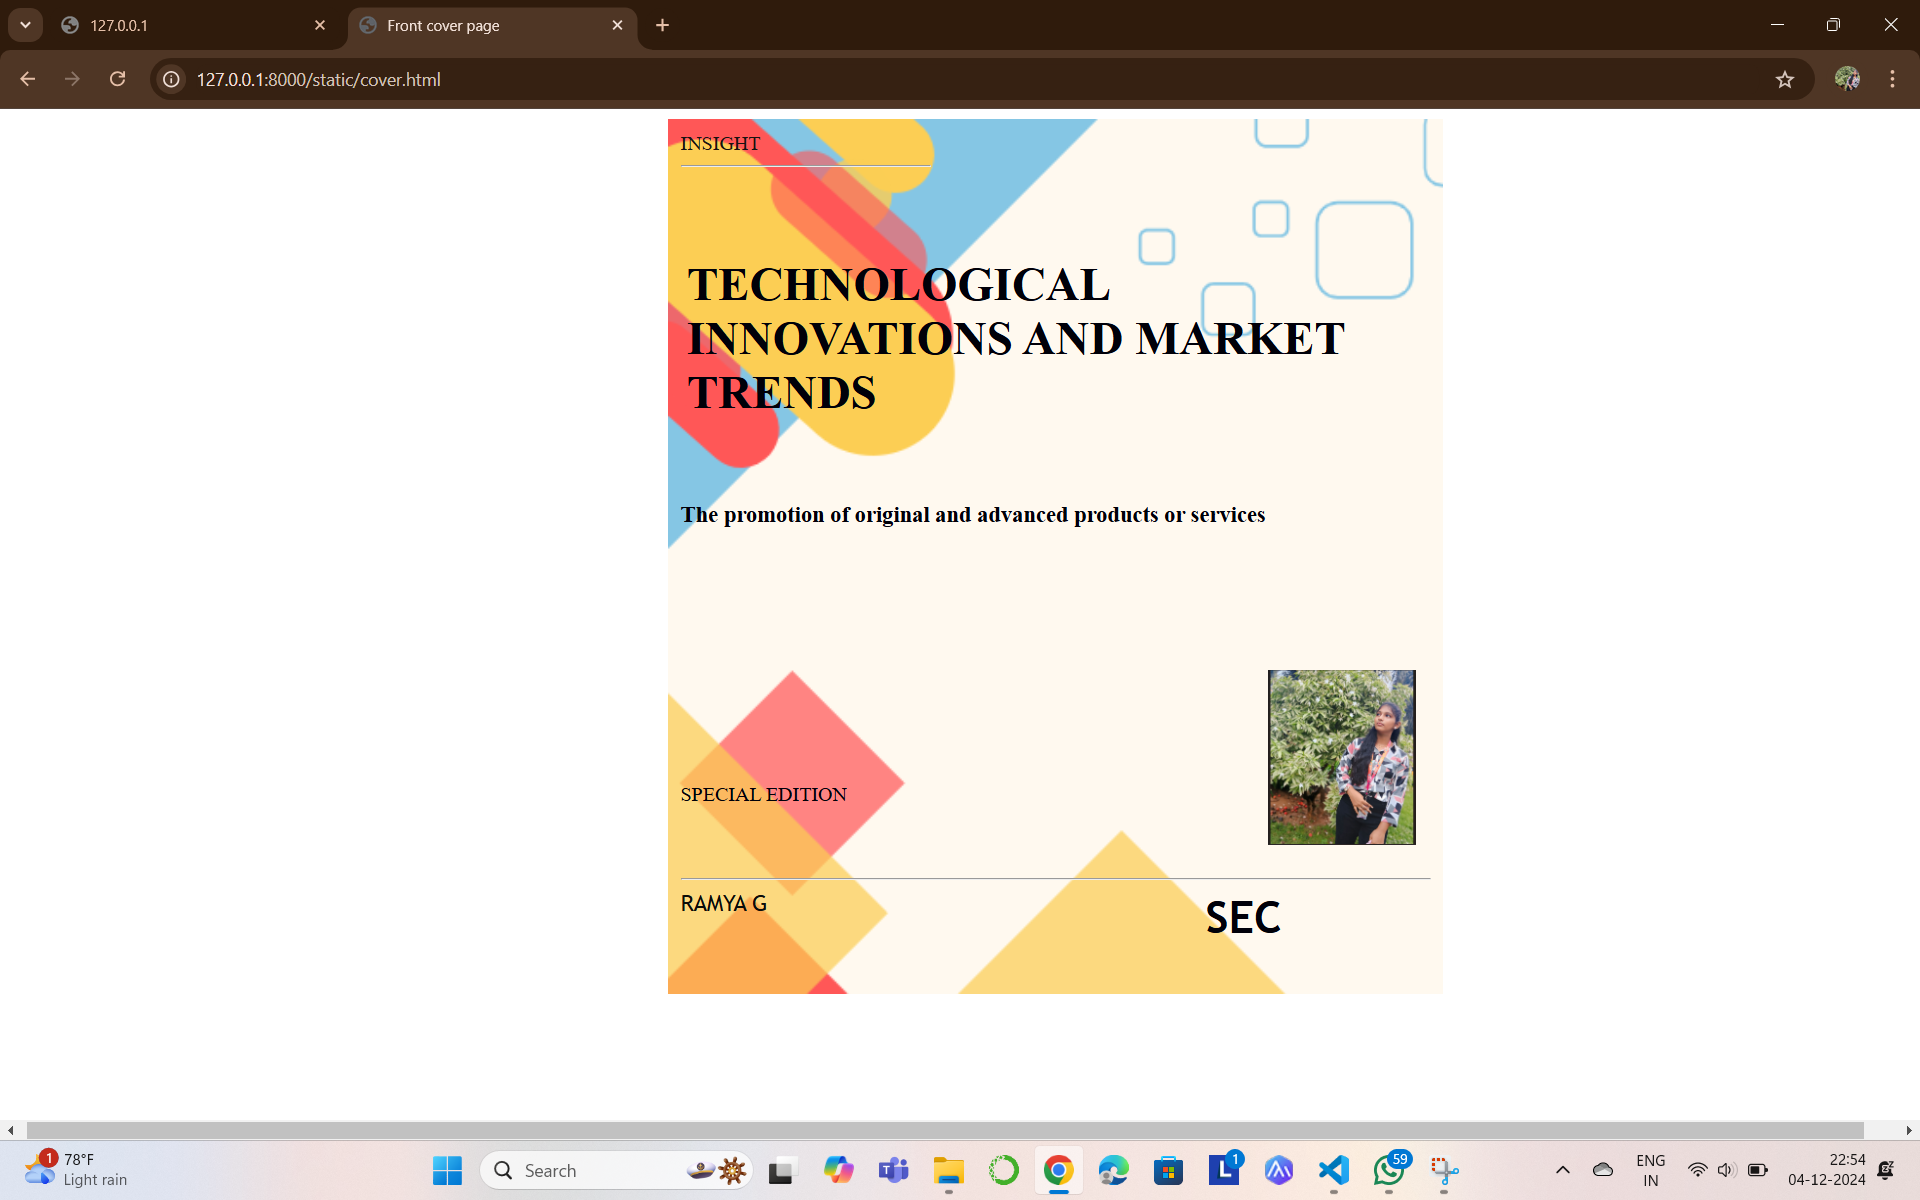 127.0.0.1
Front cover page
127.0.0.1:8000/static/cover.html
INSIGHT
TECHNOLOGICAL
INNOVATIONS AND MARKET
TRENDS
The promotion of original and advanced products or services
SPECIAL EDITION
RAMYA G
SEC
1
78°F
Light rain
Search
T
L
1
59
ENG
IN
22:54
04-12-2024